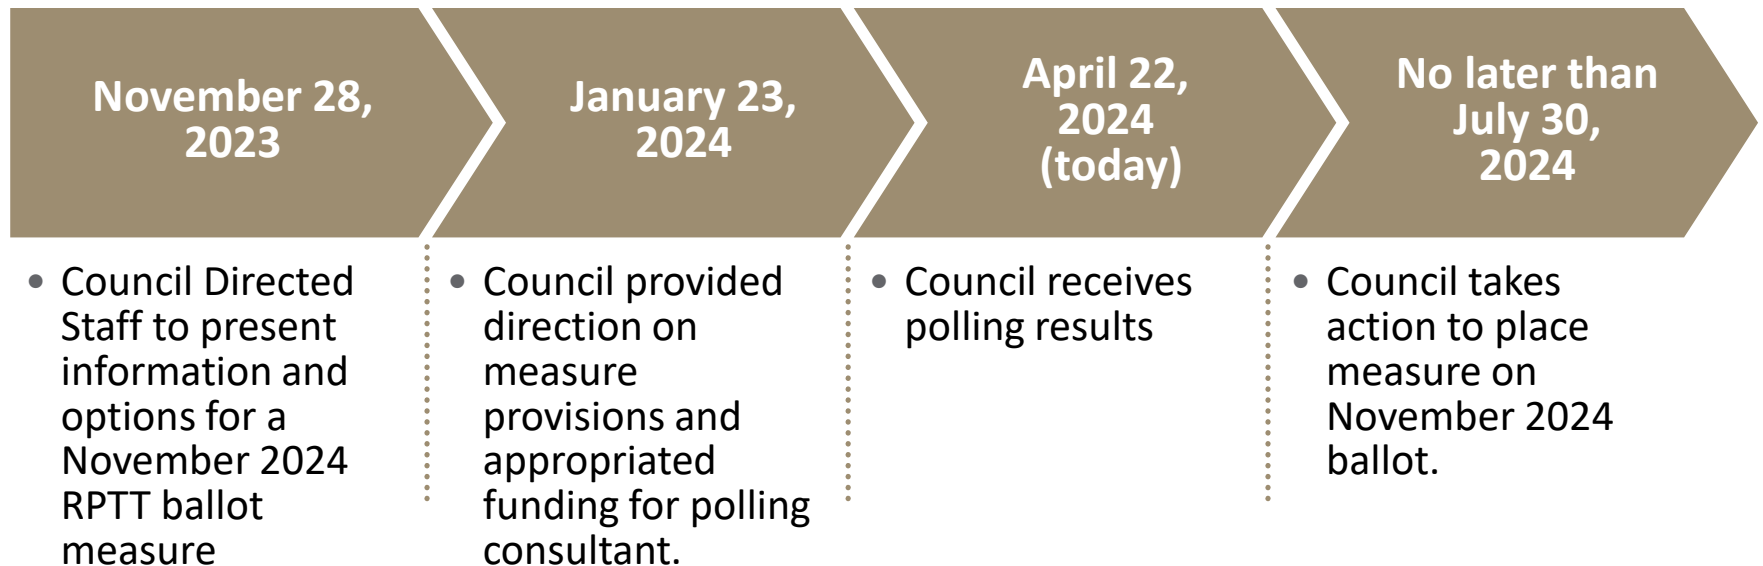 November 28,
2023
January 23,
2024
April 22,
2024
(today)
No later than
July 30,
2024
• Council Directed
Staff to present
information and
options for a
November 2024
RPTT ballot
measure
• Council provided
direction on
measure
provisions and
appropriated
funding for polling
consultant.
• Council receives
polling results
• Council takes
action to place
measure on
November 2024
ballot.